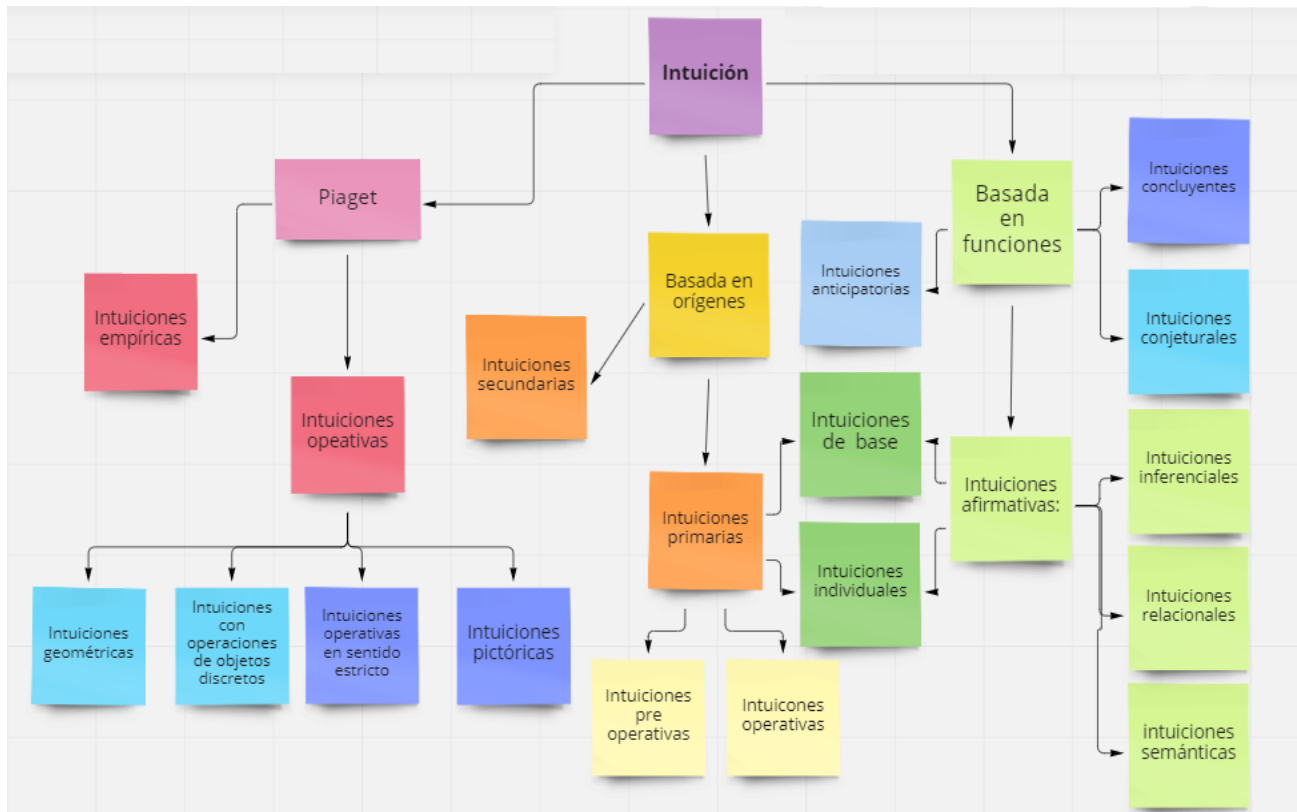 Intuición
Piaget
Basada
en
funciones
Intuiciones
concluyentes
Intuiciones
anticipatorias
Basada en
orígenes
Intuiciones
empíricas
Intuiciones
conjeturales
Intuiciones
secundarias
Intuiciones
opeativas
Intuiciones
de base
Intuiciones
afirmativas:
Intuiciones
inferenciales
Intuiciones
primarias
Intuiciones
individuales
Intuiciones
relacionales
Intuiciones
geométricas
Intuiciones
con
operaciones
de objetos
discretos
Intuiciones
operativas
en sentido
estricto
Intuiciones
pictóricas
Intuiciones
pre
operativas
Intuicones
operativas
intuiciones
semánticas